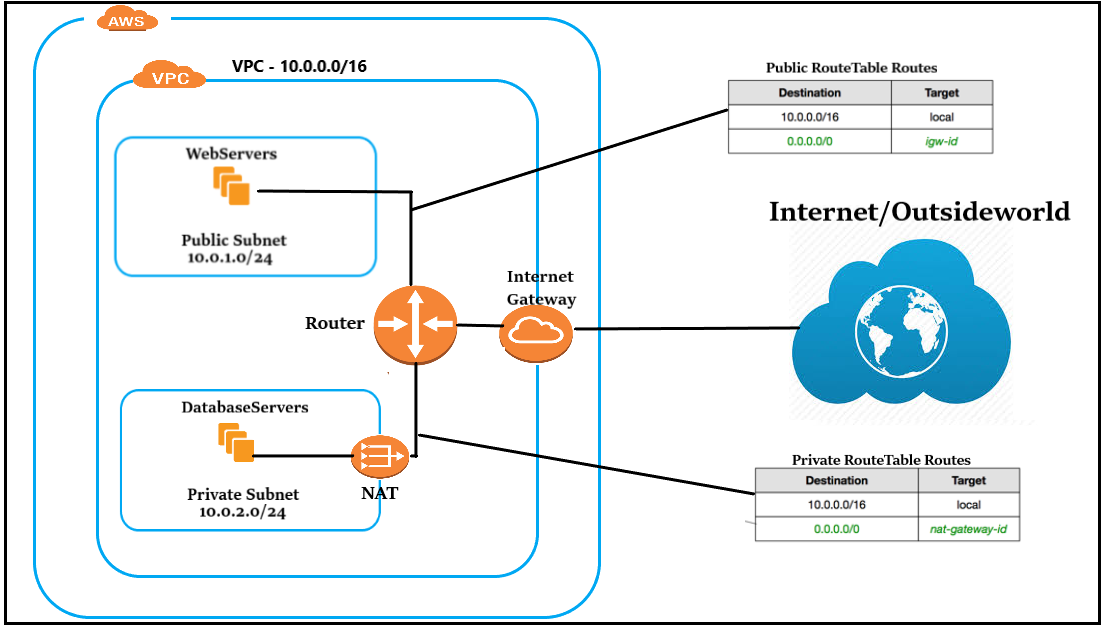 AWS
VPC
VPC - 10.0.0.0/16
WebServers
Public Subnet
10.0.1.0/24
Router
Internet
Gateway
DatabaseServers
NAT
Private Subnet
10.0.2.0/24
Public RouteTable Routes
Destination Target
10.0.0.0/16 local
0.0.0.0/0 igw-id
Internet/Outsideworld
Private RouteTable Routes
Destination Target
10.0.0.0/16 local
0.0.0.0/0 nat-gateway-id